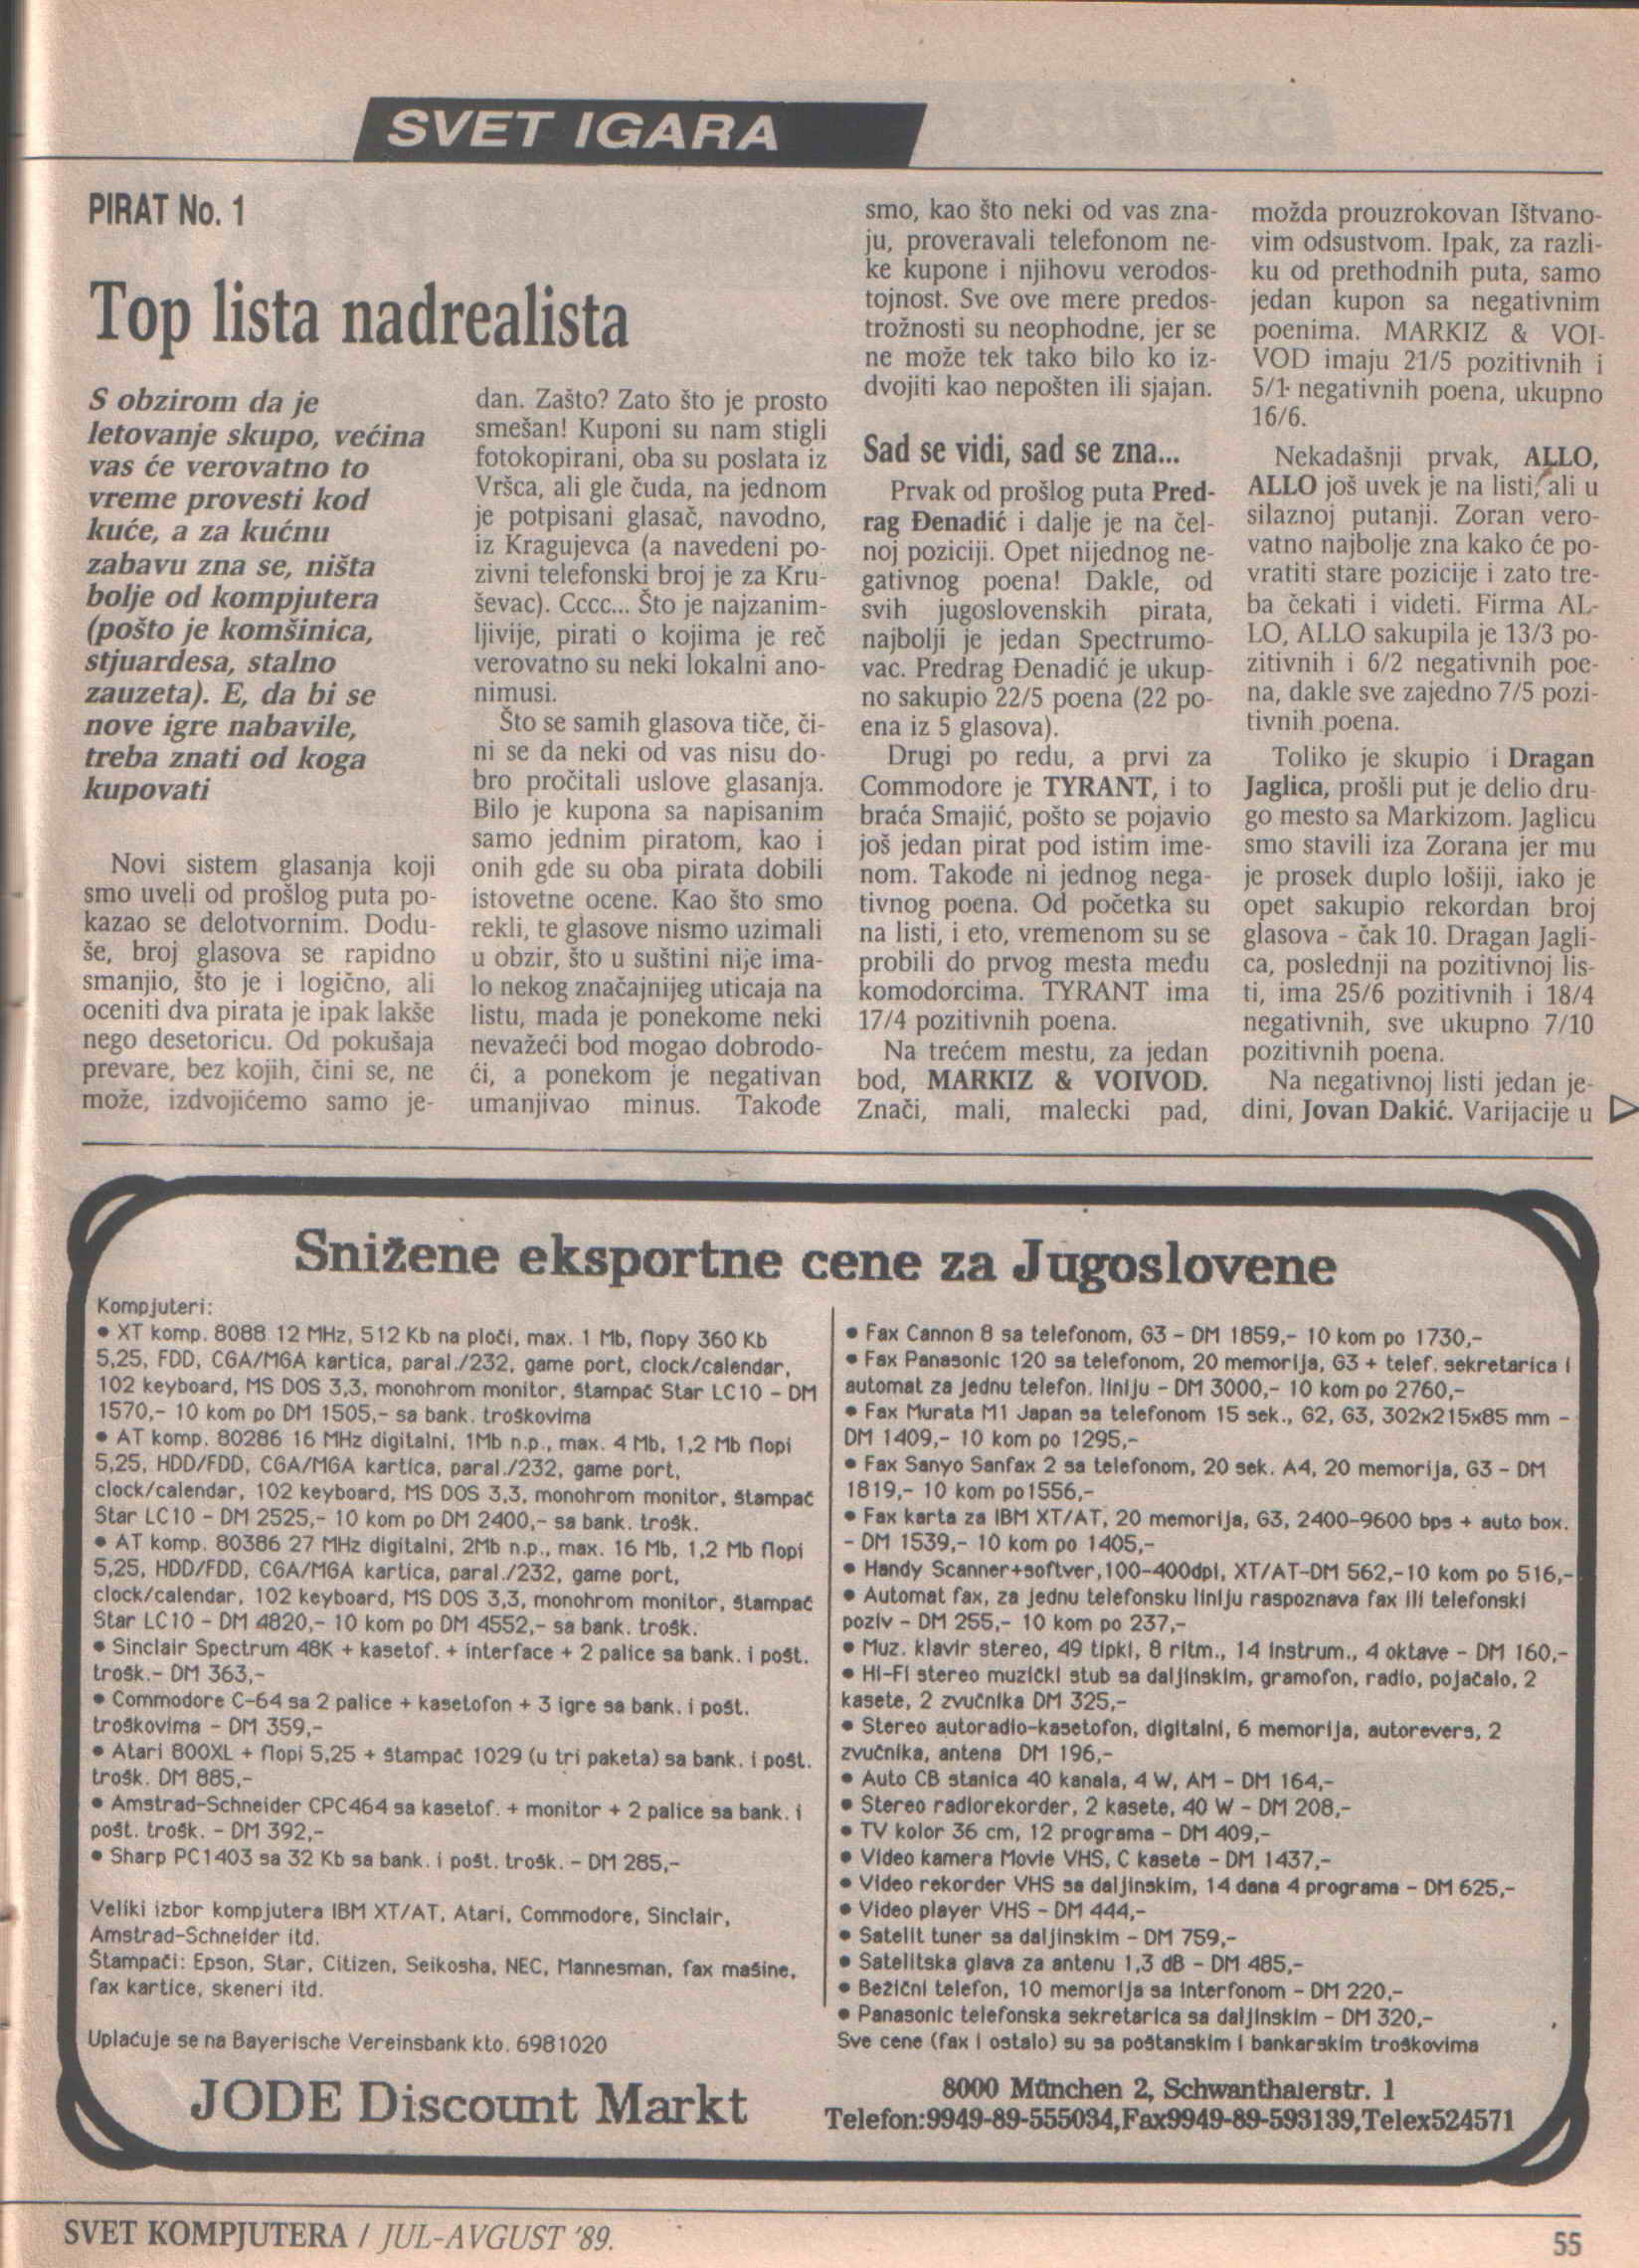 SVET IGARA
PIRAT No. 1
Top lista nadrealista
S obzirom da je
letovanje skupo, većina
vas će verovatno to
vreme provesti kod
kuće, a za kućnu
zabavu zna se, ništa
bolje od kompjutera
(pošto je komšinica,
stjuardesa, stalno
zauzeta). E, da bi se
nove igre nabavile,
treba znati od koga
kupovati
Novi sistem glasanja koji
smo uveli od prošlog puta po-
kazao se delotvornim. Dodu-
še, broj glasova se rapidno
smanjio, što je i logično, ali
oceniti dva pirata je ipak lakše
nego desetoricu. Od pokušaja
prevare, bez kojih, čini se, ne
može, izdvojićemo samo je-
dan. Zašto? Zato što je prosto
smešan! Kuponi su nam stigli
fotokopirani, oba su poslata iz
Vršca, ali gle čuda, na jednom
je potpisani glasač, navodno,
iz Kragujevca (a navedeni po-
zivni telefonski broj je za Kru-
ševac). Cccc... Što je najzanim-
ljivije, pirati o kojima je reč
verovatno su neki lokalni ano-
nimusi.
Što se samih glasova tiče, či-
ni se da neki od vas nisu do-
bro pročitali uslove glasanja.
Bilo je kupona sa napisanim
samo jednim piratom, kao i
onih gde su oba pirata dobili
istovetne ocene. Kao što smo
rekli, te glasove nismo uzimali
u obzir, što u suštini nije ima-
lo nekog značajnijeg uticaja na
listu, mada je ponekome neki
nevažeći bod mogao dobrodo-
ći, a ponekom je negativan
umanjivao minus. Takođe
smo, kao što neki od vas zna-
ju, proveravali telefonom ne-
ke kupone i njihovu verodos-
tojnost. Sve ove mere predos-
trožnosti su neophodne, jer se
ne može tek tako bilo ko iz-
dvojiti kao nepošten ili sjajan.
Sad se vidi, sad se zna...
Prvak od prošlog puta Pred-
rag Đenadić i dalje je na čel-
noj poziciji. Opet nijednog ne-
gativnog poena! Dakle, od
svih jugoslovenskih pirata,
najbolji je jedan Spectrumo-
vac. Predrag Đenadić je ukup-
no sakupio 22/5 poena (22 po-
ena iz 5 glasova).
Drugi po redu, a prvi za
Commodore je TYRANT, i to
braća Smajić, pošto se pojavio
još jedan pirat pod istim ime-
nom. Takođe ni jednog nega-
tivnog poena. Od početka su
na listi, i eto, vremenom su se
probili do prvog mesta među
komodorcima. TYRANT ima
17/4 pozitivnih poena.
Na trećem mestu, za jedan
bod, MARKIZ & VOIVOD.
Znači, mali, malecki pad,
možda prouzrokovan Ištvano-
vim odsustvom. Ipak, za razli-
ku od prethodnih puta, samo
jedan kupon sa negativnim
poenima. MARKIZ & VOI-
VOD imaju 21/5 pozitivnih i
5/1 negativnih poena, ukupno
16/6.
Nekadašnji prvak, ALLO,
ALLO još uvek je na listi, ali u
silaznoj putanji. Zoran vero-
vatno najbolje zna kako će po-
vratiti stare pozicije i zato tre-
ba čekati i videti. Firma AL-
LO, ALLO sakupila je 13/3 po-
zitivnih i 6/2 negativnih poe-
na, dakle sve zajedno 7/5 pozi-
tivnih poena.
Toliko je skupio i Dragan
Jaglica, prošli put je delio dru-
go mesto sa Markizom. Jaglicu
smo stavili iza Zorana jer mu
je prosek duplo lošiji, iako je
opet sakupio rekordan broj
glasova - čak 10. Dragan Jagli-
ca, poslednji na pozitivnoj lis-
ti, ima 25/6 pozitivnih i 18/4
negativnih, sve ukupno 7/10
pozitivnih poena.
Na negativnoj listi jedan je-
dini, Jovan Dakić. Varijacije u
Snižene eksportne cene za Jugoslovene
Kompjuteri:
• XT komp. 8088 12 MHz, 512 Kb na ploči, max. 1 Mb, flopy 360 Kb
5,25, FDD, CGA/MGA kartica, paral./232, game port, clock/calendar,
102 keyboard, MS DOS 3,3, monohrom monitor, štampač Star LC10 - DM
1570,- 10 kom po DM 1505,- sa bank. troškovima
• AT komp. 80286 16 MHz digitalni, 1Mb n.p., max. 4 Mb, 1,2 Mb flopi
5,25, HDD/FDD, CGA/MGA kartica, paral./232, game port,
clock/calendar, 102 keyboard, MS DOS 3,3, monohrom monitor, štampač
Star LC10 - DM 2525,- 10 kom po DM 2400,- sa bank. trošk.
• AT komp. 80386 27 MHz digitalni, 2Mb n.p., max. 16 Mb, 1,2 Mb flopi
5,25, HDD/FDD, CGA/MGA kartica, paral./232, game port,
clock/calendar, 102 keyboard, MS DOS 3,3, monohrom monitor, štampač
Star LC10 - DM 4820,- 10 kom po DM 4552,- sa bank. trošk.
• Sinclair Spectrum 48K + kasetof. + interface + 2 palice sa bank. i pošt.
trošk.- DM 363,-
• Commodore C-64 sa 2 palice + kasetofon + 3 igre sa bank. i pošt.
troškovima - DM 359,-
• Atari 800XL + flopi 5,25 + štampač 1029 (u tri paketa) sa bank. i pošt.
trošk. DM 885,-
• Amstrad-Schneider CPC464 sa kasetof. + monitor + 2 palice sa bank. i
pošt. trošk. - DM 392,-
• Sharp PC1403 sa 32 Kb sa bank. i pošt. trošk. - DM 285,-
Veliki izbor kompjutera IBM XT/AT, Atari, Commodore, Sinclair,
Amstrad-Schneider itd.
Štampači: Epson, Star, Citizen, Seikosha, NEC, Mannesman, fax mašine,
fax kartice, skeneri itd.
Uplaćuje se na Bayerische Vereinsbank kto. 6981020
JODE Discount Markt
• Fax Cannon 8 sa telefonom, G3 - DM 1859,- 10 kom po 1730,-
• Fax Panasonic 120 sa telefonom, 20 memorija, G3 + telef. sekretarica i
automat za jednu telefon. liniju - DM 3000,- 10 kom po 2760,-
• Fax Murata M1 Japan sa telefonom 15 sek., G2, G3, 302x215x85 mm -
DM 1409,- 10 kom po 1295,-
• Fax Sanyo Sanfax 2 sa telefonom, 20 sek. A4, 20 memorija, G3 - DM
1819,- 10 kom po1556,-
• Fax karta za IBM XT/AT, 20 memorija, G3, 2400-9600 bps + auto box.
- DM 1539,- 10 kom po 1405,-
• Handy Scanner+softver,100-400dpi, XT/AT-DM 562,-10 kom po 516,-
• Automat fax, za jednu telefonsku liniju raspoznava fax ili telefonski
poziv - DM 255,- 10 kom po 237,-
• Muz. klavir stereo, 49 tipki, 8 ritm., 14 instrum., 4 oktave - DM 160,-
• Hi-Fi stereo muzički stub sa daljinskim, gramofon, radio, pojačalo, 2
kasete, 2 zvučnika DM 325,-
• Stereo autoradio-kasetofon, digitalni, 6 memorija, autorevers, 2
zvučnika, antena DM 196,-
• Auto CB stanica 40 kanala, 4 W, AM - DM 164,-
• Stereo radiorekorder, 2 kasete, 40 W - DM 208,-
• TV kolor 36 cm, 12 programa - DM 409,-
• Video kamera Movie VHS, C kasete - DM 1437,-
• Video rekorder VHS sa daljinskim, 14 dana 4 programa - DM 625,-
• Video player VHS - DM 444,-
• Satelit tuner sa daljinskim - DM 759,-
• Satelitska glava za antenu 1,3 dB - DM 485,-
• Bežični telefon, 10 memorija sa interfonom - DM 220,-
• Panasonic telefonska sekretarica sa daljinskim - DM 320,-
Sve cene (fax i ostalo) su sa poštanskim i bankarskim troškovima
8000 München 2, Schwanthalerstr. 1
Telefon:9949-89-555034,Fax9949-89-593139,Telex524571
SVET KOMPJUTERA / JUL-AVGUST '89.
55